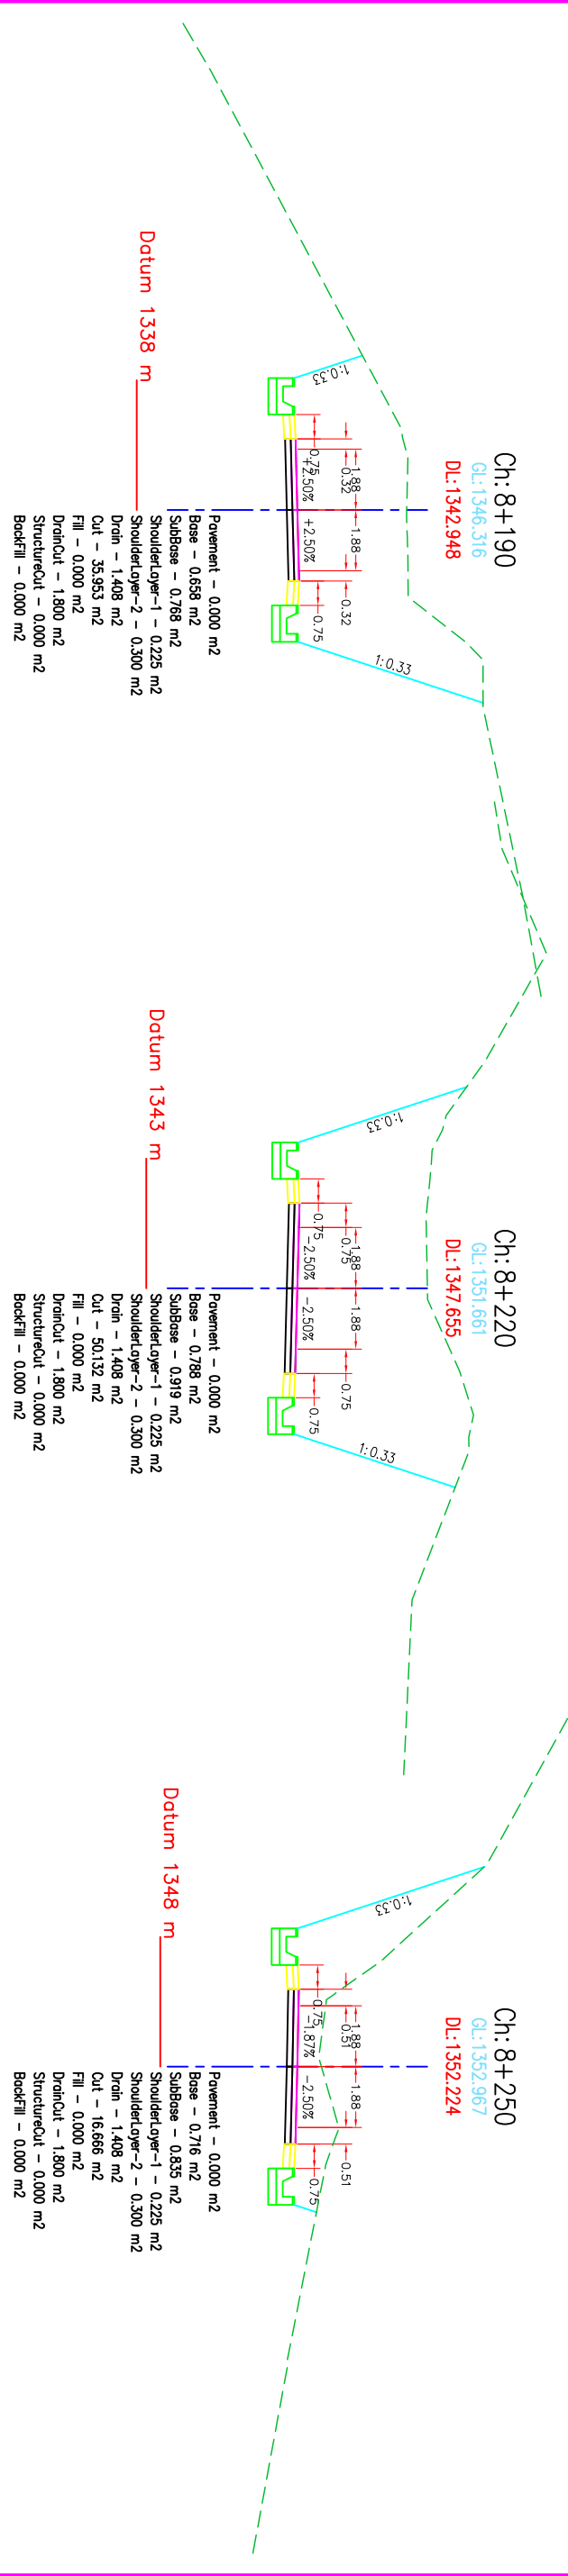 Ch: 8+190
GL:1346.316
DL:1342.948
1:0.33
1:0.33
1.88
1.88
0.32
0.32
0.75
0.75
+2.50%
+2.50%
Datum 1338 m
Pavement - 0.000 m2
Base - 0.658 m2
SubBase - 0.768 m2
ShoulderLayer-1 - 0.225 m2
ShoulderLayer-2 - 0.300 m2
Drain - 1.408 m2
Cut - 35.953 m2
Fill - 0.000 m2
DrainCut - 1.800 m2
StructureCut - 0.000 m2
BackFill - 0.000 m2
Ch: 8+220
GL:1351.661
DL:1347.655
1:0.33
1:0.33
1.88
1.88
0.75
0.75
0.75
0.75
-2.50%
-2.50%
Datum 1343 m
Pavement - 0.000 m2
Base - 0.788 m2
SubBase - 0.919 m2
ShoulderLayer-1 - 0.225 m2
ShoulderLayer-2 - 0.300 m2
Drain - 1.408 m2
Cut - 50.132 m2
Fill - 0.000 m2
DrainCut - 1.800 m2
StructureCut - 0.000 m2
BackFill - 0.000 m2
Ch: 8+250
GL:1352.967
DL:1352.224
1:0.33
1.88
1.88
0.51
0.51
0.75
0.75
-1.87%
-2.50%
Datum 1348 m
Pavement - 0.000 m2
Base - 0.716 m2
SubBase - 0.835 m2
ShoulderLayer-1 - 0.225 m2
ShoulderLayer-2 - 0.300 m2
Drain - 1.408 m2
Cut - 16.666 m2
Fill - 0.000 m2
DrainCut - 1.800 m2
StructureCut - 0.000 m2
BackFill - 0.000 m2